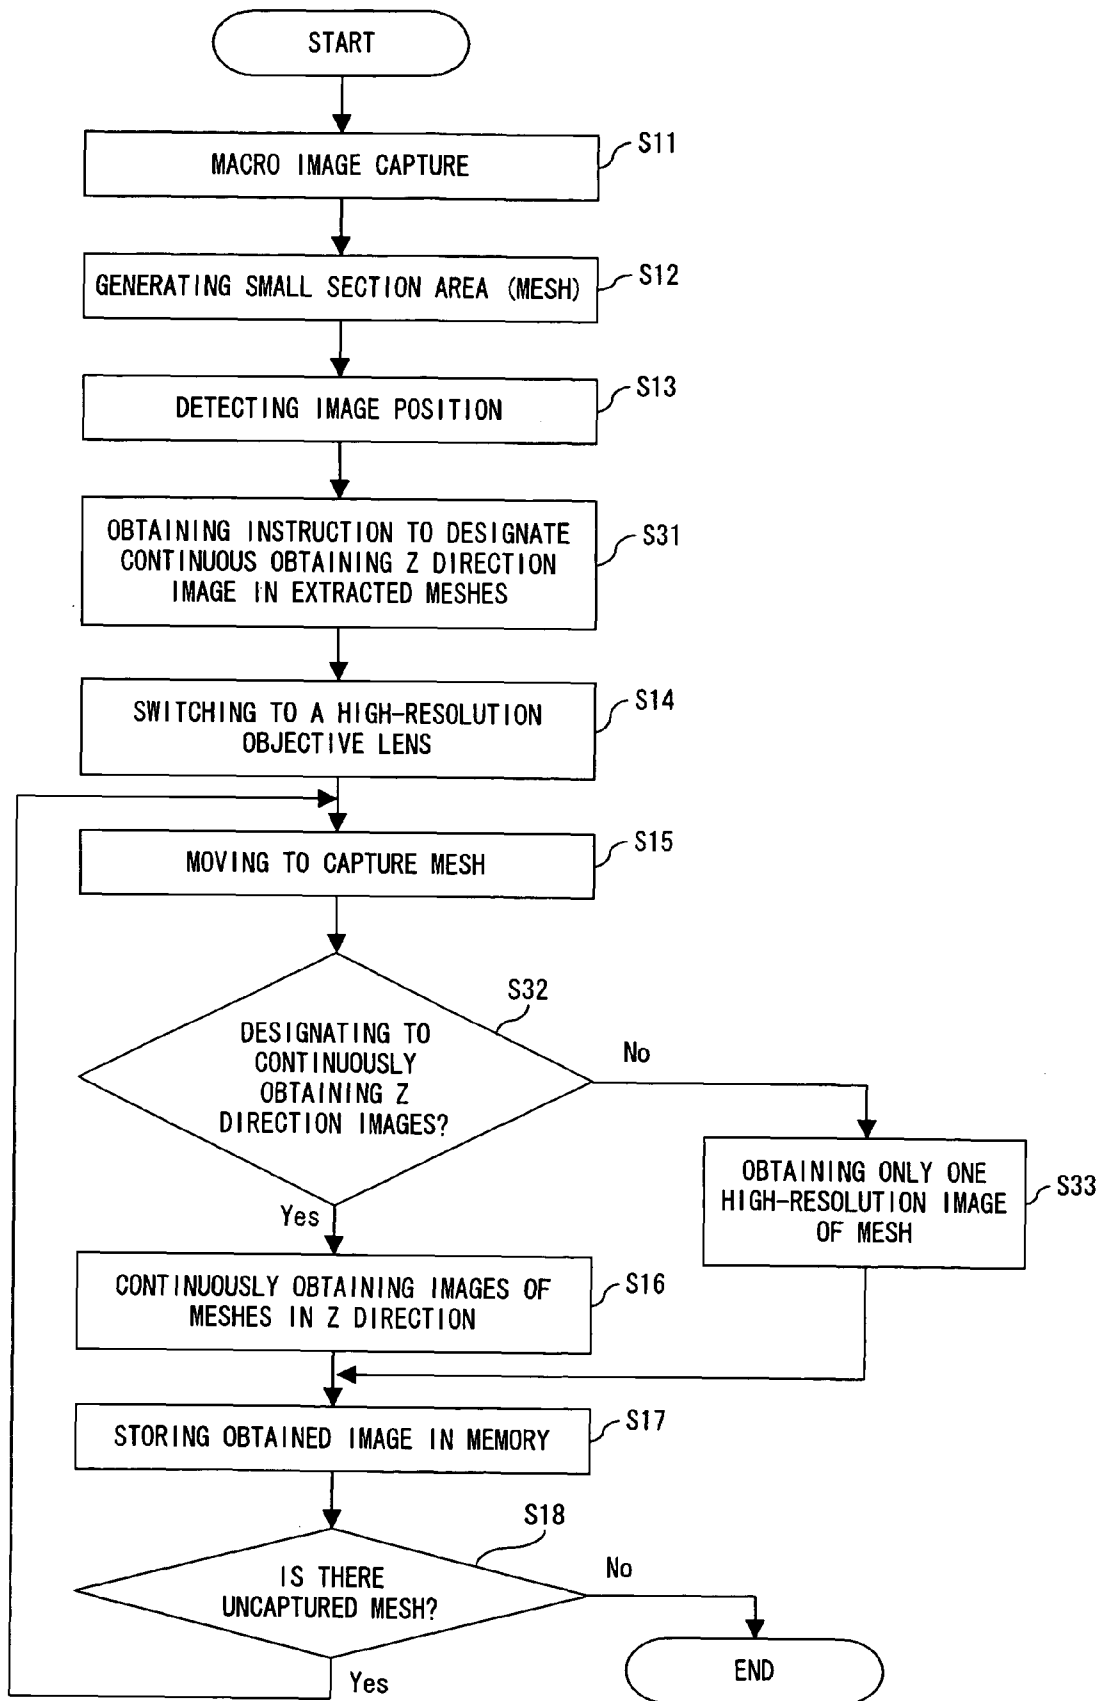 START
MACRO IMAGE CAPTURE
S11
GENERATING SMALL SECTION AREA (MESH)
S12
DETECTING IMAGE POSITION
S13
OBTAINING INSTRUCTION TO DESIGNATE
CONTINUOUS OBTAINING Z DIRECTION
IMAGE IN EXTRACTED MESHES
S31
SWITCHING TO A HIGH-RESOLUTION
OBJECTIVE LENS
S14
MOVING TO CAPTURE MESH
S15
DESIGNATING TO
CONTINUOUSLY
OBTAINING Z
DIRECTION IMAGES?
S32
No
Yes
OBTAINING ONLY ONE
HIGH-RESOLUTION IMAGE
OF MESH
S33
CONTINUOUSLY OBTAINING IMAGES OF
MESHES IN Z DIRECTION
S16
STORING OBTAINED IMAGE IN MEMORY
S17
IS THERE
UNCAPTURED MESH?
S18
No
Yes
END